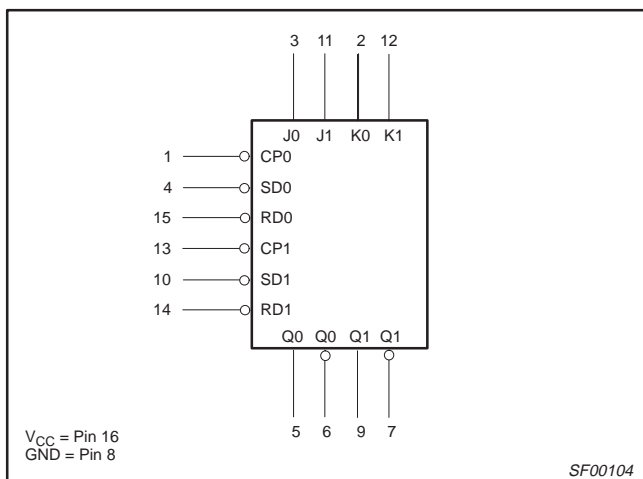 3 11 2 12
J0 J1 K0 K1
1 CP0
4 SD0
15 RD0
13 CP1
10 SD1
14 RD1
Q0 Q0 Q1 Q1
5 6 9 7
VCC = Pin 16
GND = Pin 8
SF00104